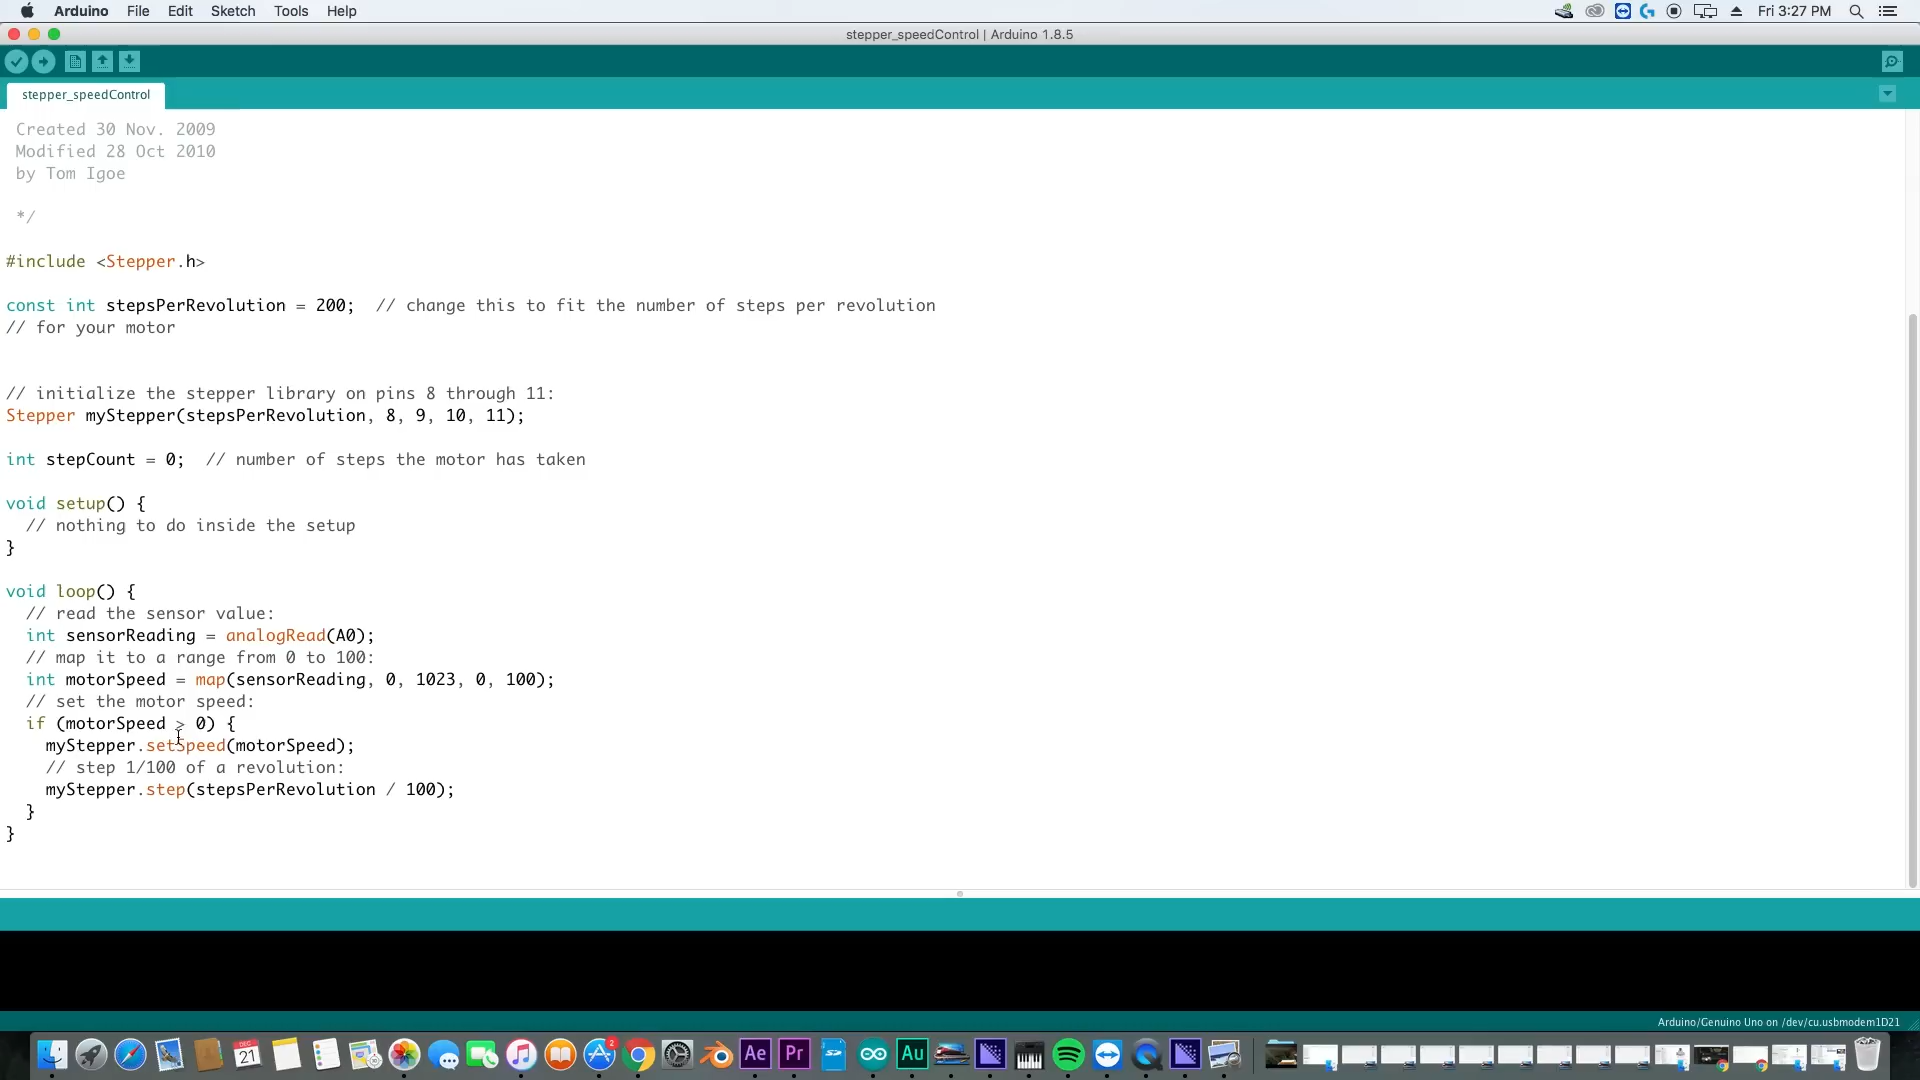 Arduino File Edit Sketch Tools Help Fri 3:27 PM
stepper_speedControl | Arduino 1.8.5
stepper_speedControl
Created 30 Nov. 2009
Modified 28 Oct 2010
by Tom Igoe
*/
#include <Stepper.h>
const int stepsPerRevolution = 200;  // change this to fit the number of steps per revolution
// for your motor
// initialize the stepper library on pins 8 through 11:
Stepper myStepper(stepsPerRevolution, 8, 9, 10, 11);
int stepCount = 0;  // number of steps the motor has taken
void setup() {
// nothing to do inside the setup
}
void loop() {
// read the sensor value:
int sensorReading = analogRead(A0);
// map it to a range from 0 to 100:
int motorSpeed = map(sensorReading, 0, 1023, 0, 100);
// set the motor speed:
if (motorSpeed > 0) {
myStepper.setSpeed(motorSpeed);
// step 1/100 of a revolution:
myStepper.step(stepsPerRevolution / 100);
}
}
Arduino/Genuino Uno on /dev/cu.usbmodem1D21
DEC
21
2
Ae
Pr
Au